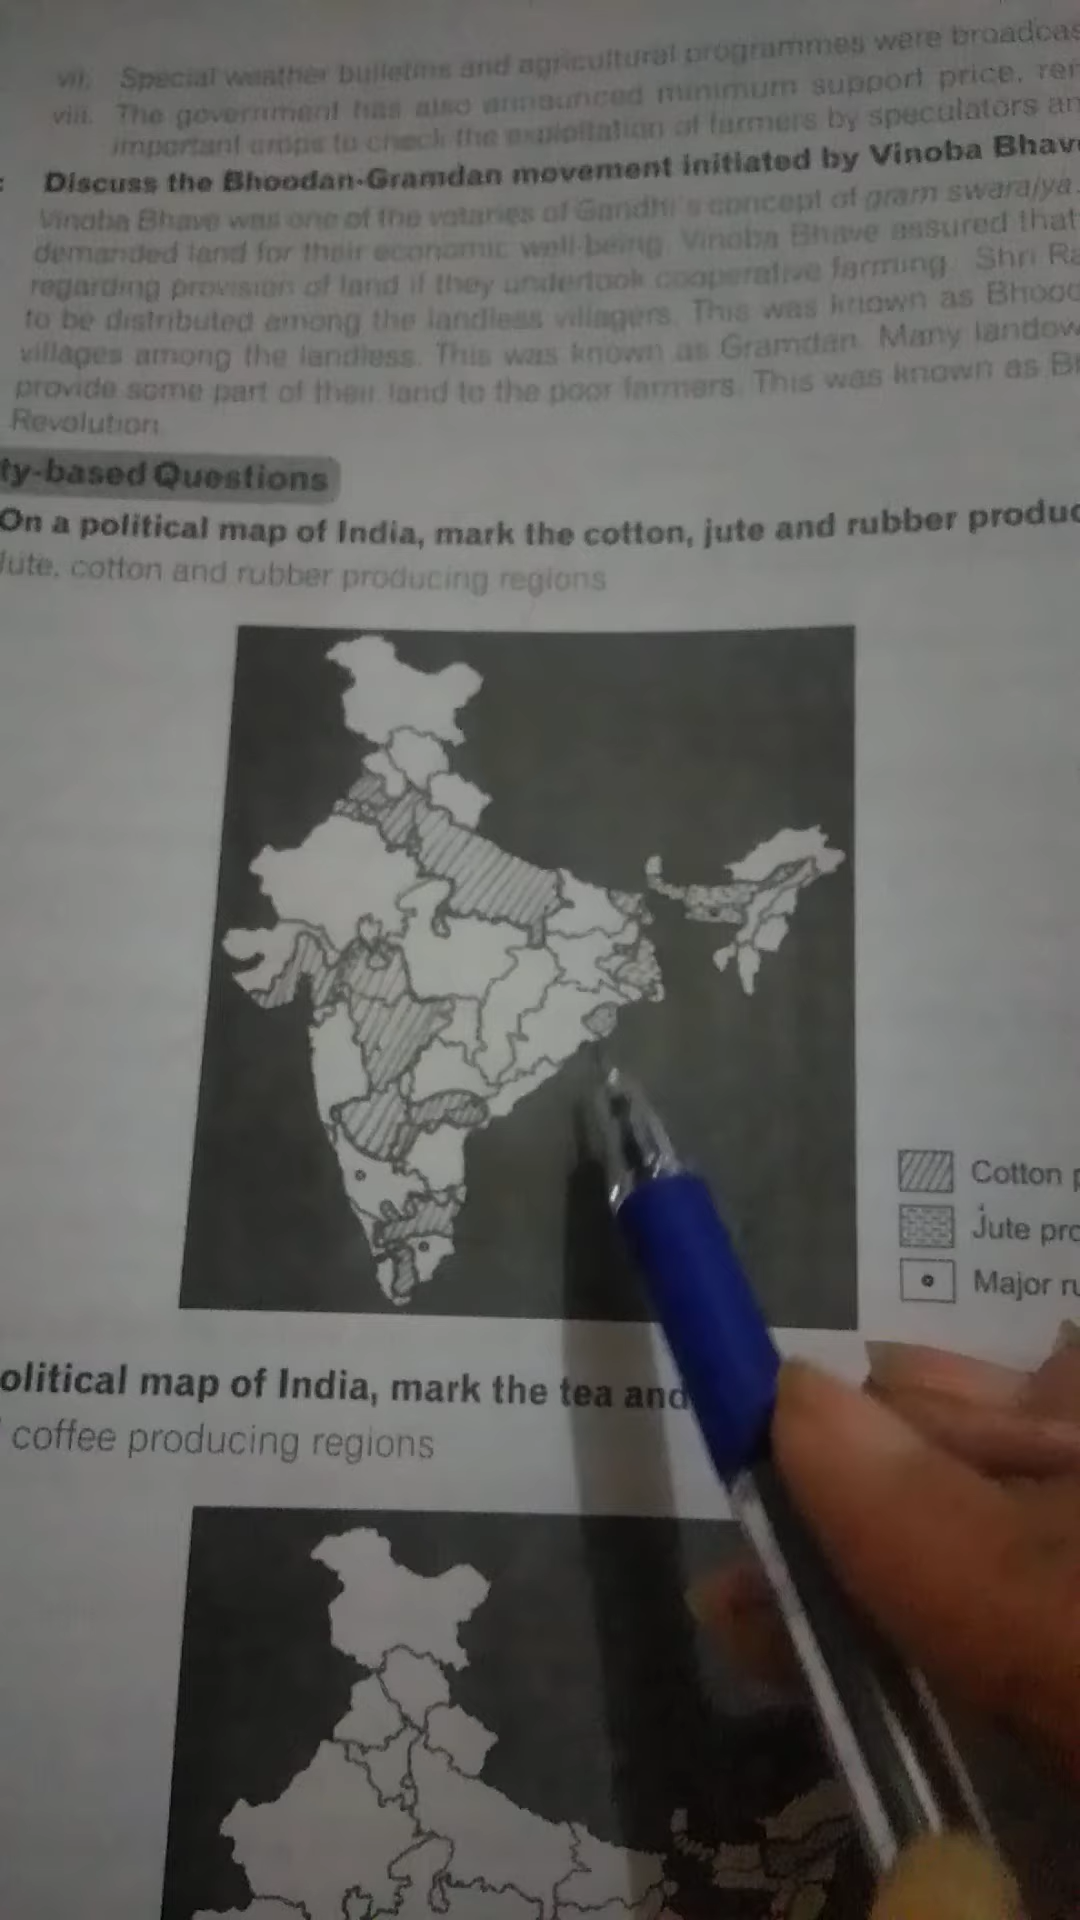 vii. Special weather bulletins and agricultural programmes were broadcas
viii. The government has also announced minimum support price, rem
important crops to check the exploitation of farmers by speculators an
: Discuss the Bhoodan-Gramdan movement initiated by Vinoba Bhave
Vinoba Bhave was one of the votaries of Gandhi's concept of gram swarajya.
demanded land for their economic well-being. Vinoba Bhave assured that
regarding provision of land if they undertook cooperative farming. Shri Ra
to be distributed among the landless villagers. This was known as Bhood
villages among the landless. This was known as Gramdan. Many landow
provide some part of their land to the poor farmers. This was known as
Revolution.
ty-based Questions
On a political map of India, mark the cotton, jute and rubber produc
Jute, cotton and rubber producing regions
Cotton p
Jute pro
Major ru
olitical map of India, mark the tea and
coffee producing regions